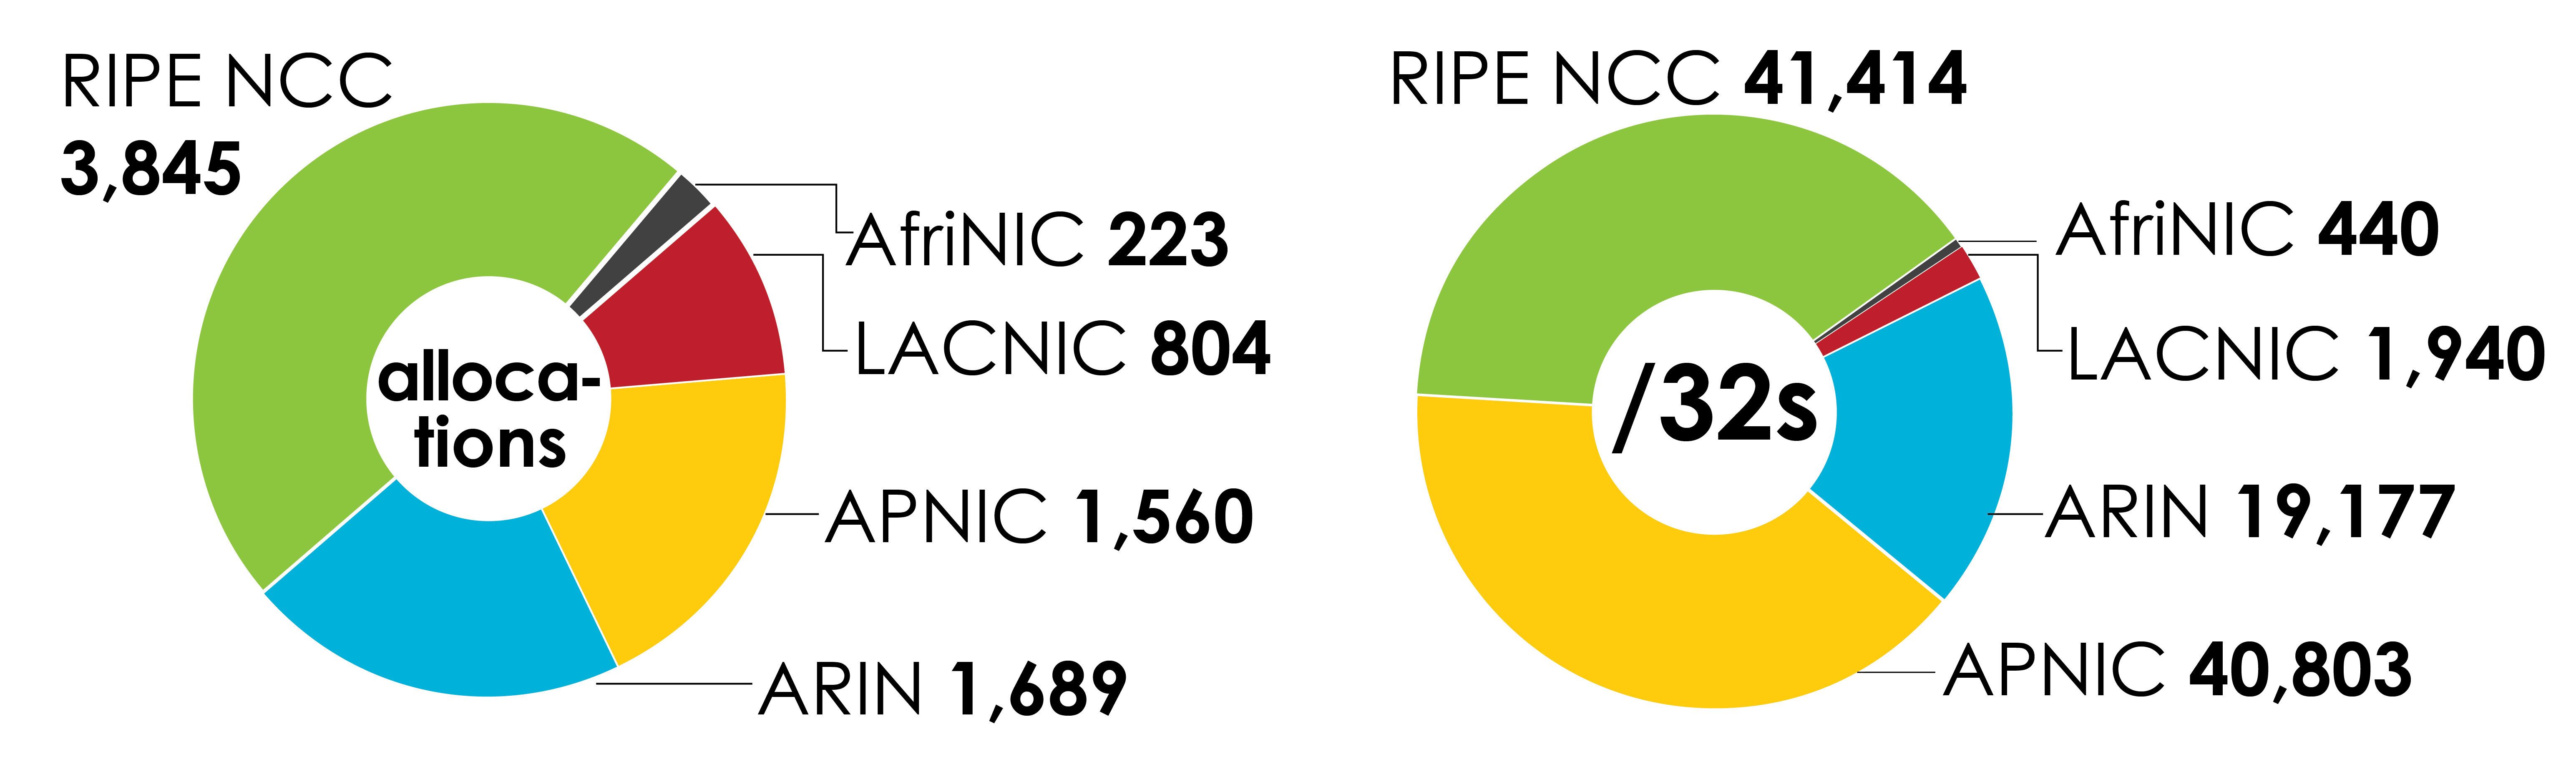 RIPE NCC
3,845
AfriNIC 223
LACNIC 804
APNIC 1,560
ARIN 1,689
alloca-
tions
RIPE NCC 41,414
AfriNIC 440
LACNIC 1,940
ARIN 19,177
APNIC 40,803
/32s